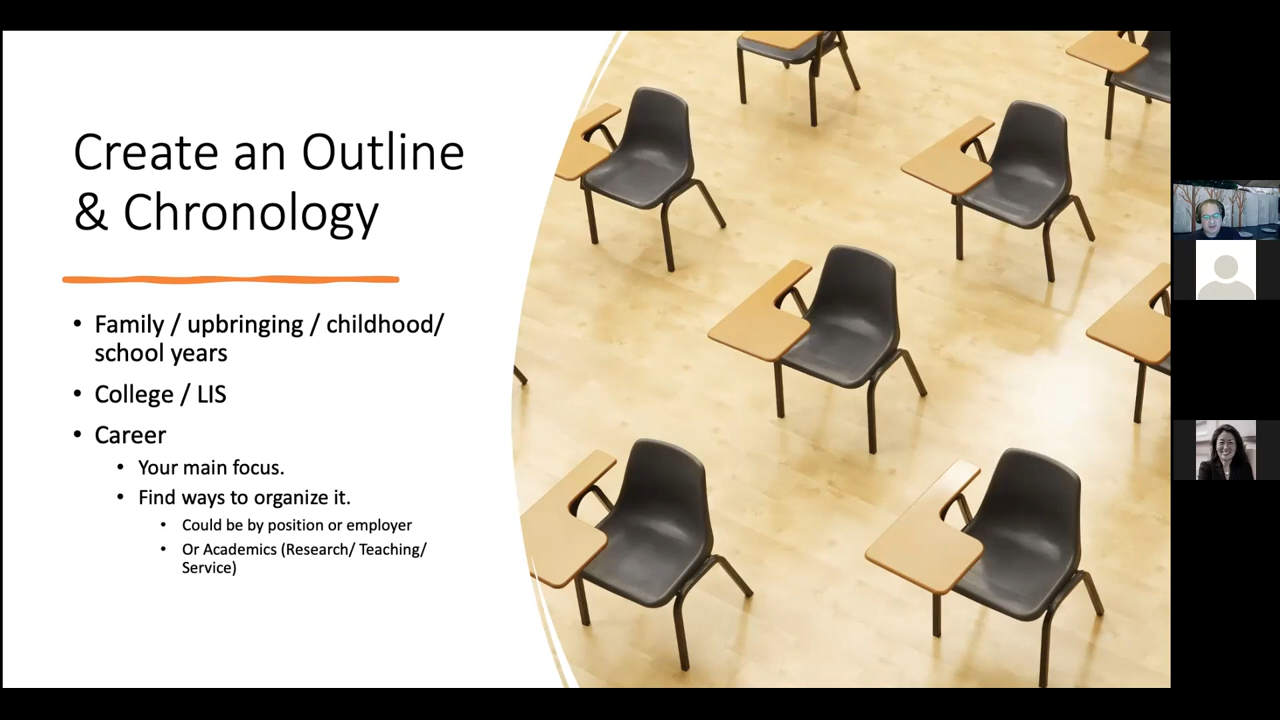 Create an Outline
& Chronology
• Family / upbringing / childhood/
school years
• College / LIS
• Career
• Your main focus.
• Find ways to organize it.
• Could be by position or employer
• Or Academics (Research/ Teaching/
Service)